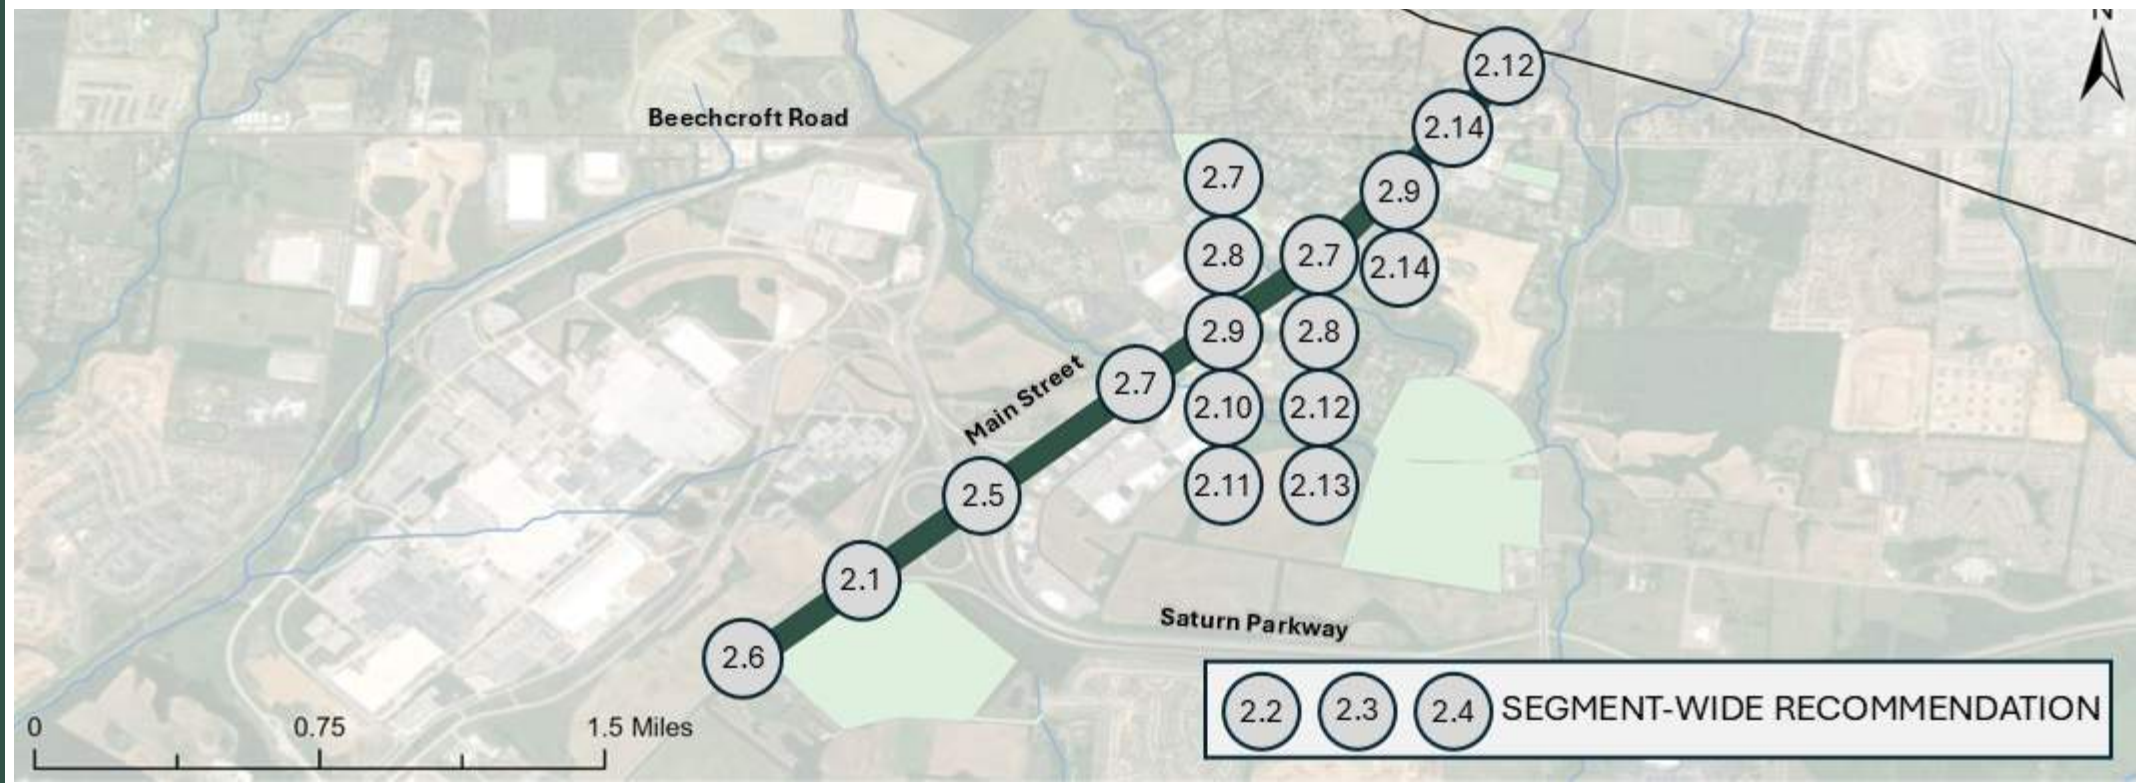 N
2.12
Beechcroft Road
2.14
2.7
2.9
2.8
2.7
2.14
2.9
2.8
Main Street
2.7
2.10
2.12
2.5
2.11
2.13
2.1
Saturn Parkway
2.6
2.2 2.3 2.4 SEGMENT-WIDE RECOMMENDATION
0 0.75 1.5 Miles